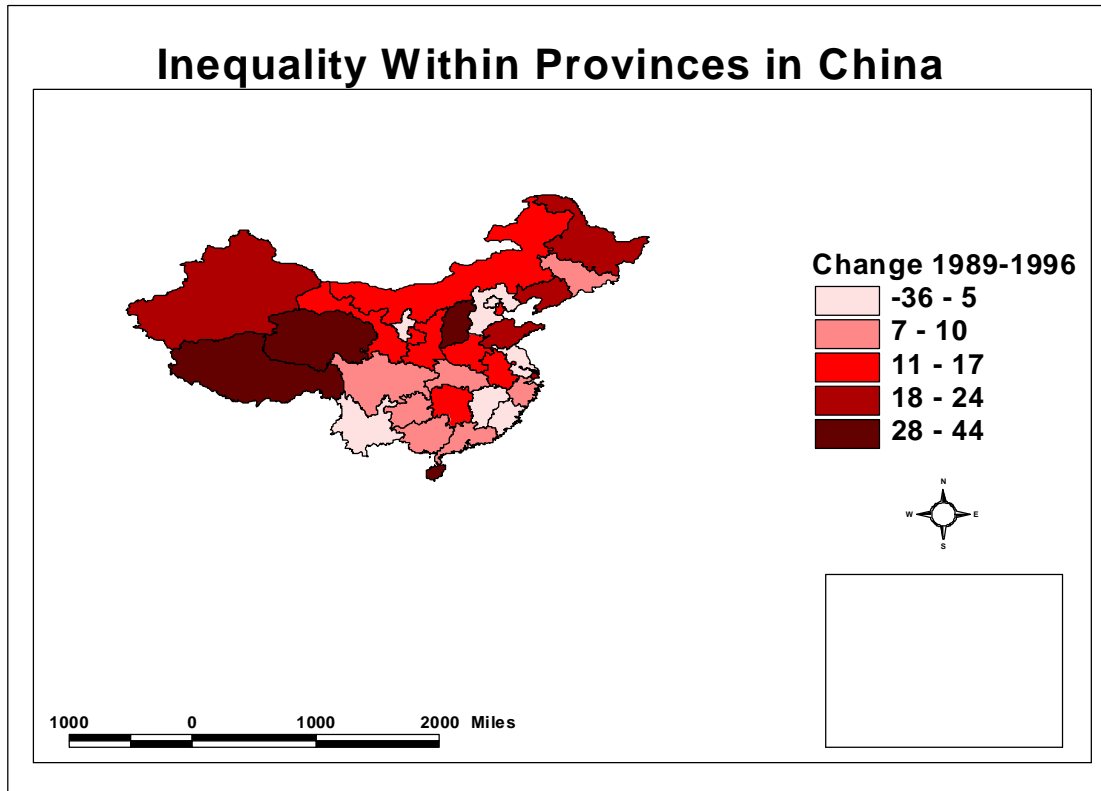 Inequality Within Provinces in China
Change 1989-1996
-36 - 5
7 - 10
11 - 17
18 - 24
28 - 44
N
W E
S
1000 0 1000 2000 Miles